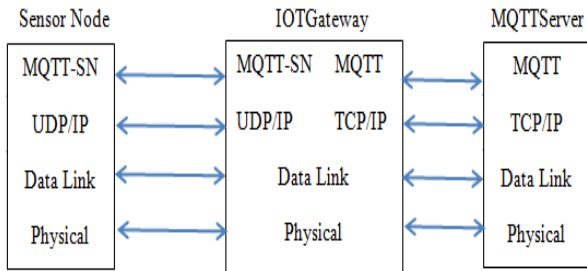 Sensor Node IOTGateway MQTTServer
MQTT-SN MQTT-SN MQTT MQTT
UDP/IP UDP/IP TCP/IP TCP/IP
Data Link Data Link Data Link
Physical Physical Physical